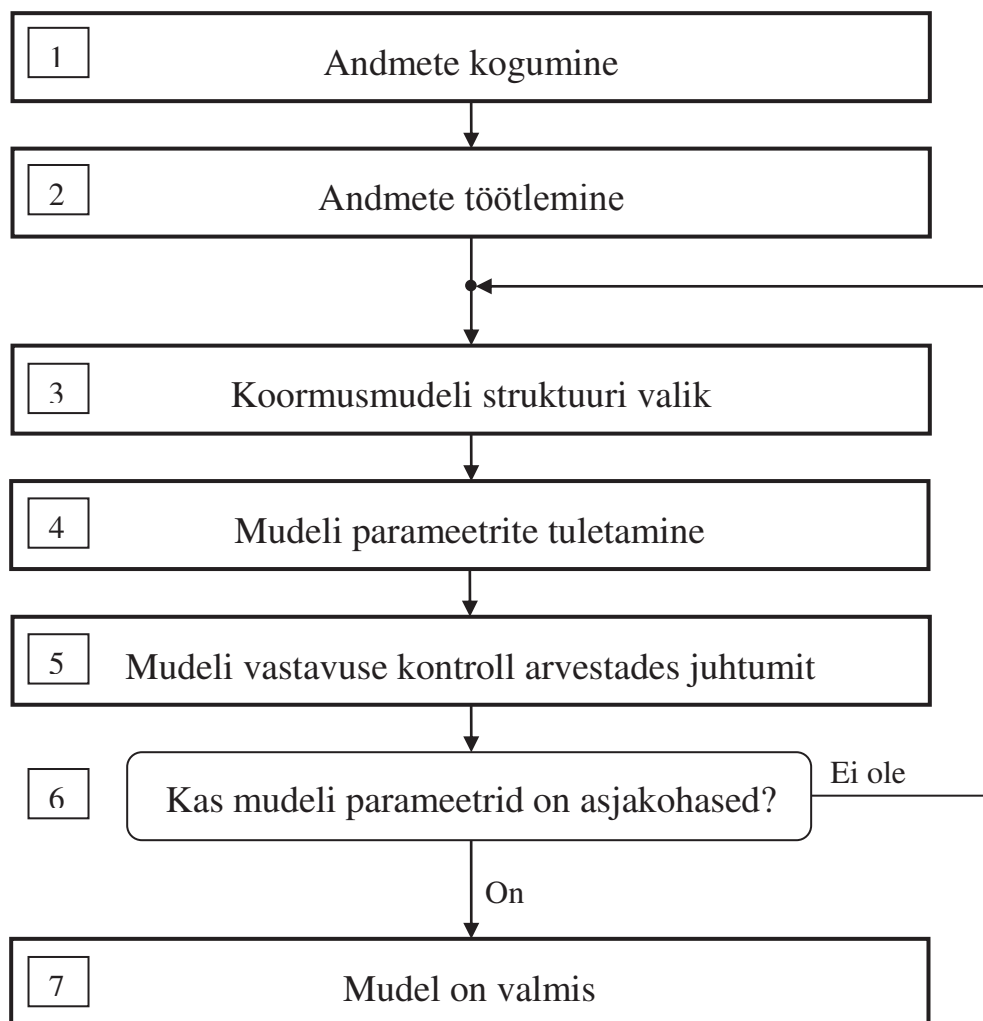 1
Andmete kogumine
2
Andmete töötlemine
3
Koormusmudeli struktuuri valik
4
Mudeli parameetrite tuletamine
5
Mudeli vastavuse kontroll arvestades juhtumit
6
Kas mudeli parameetrid on asjakohased?
Ei ole
On
7
Mudel on valmis